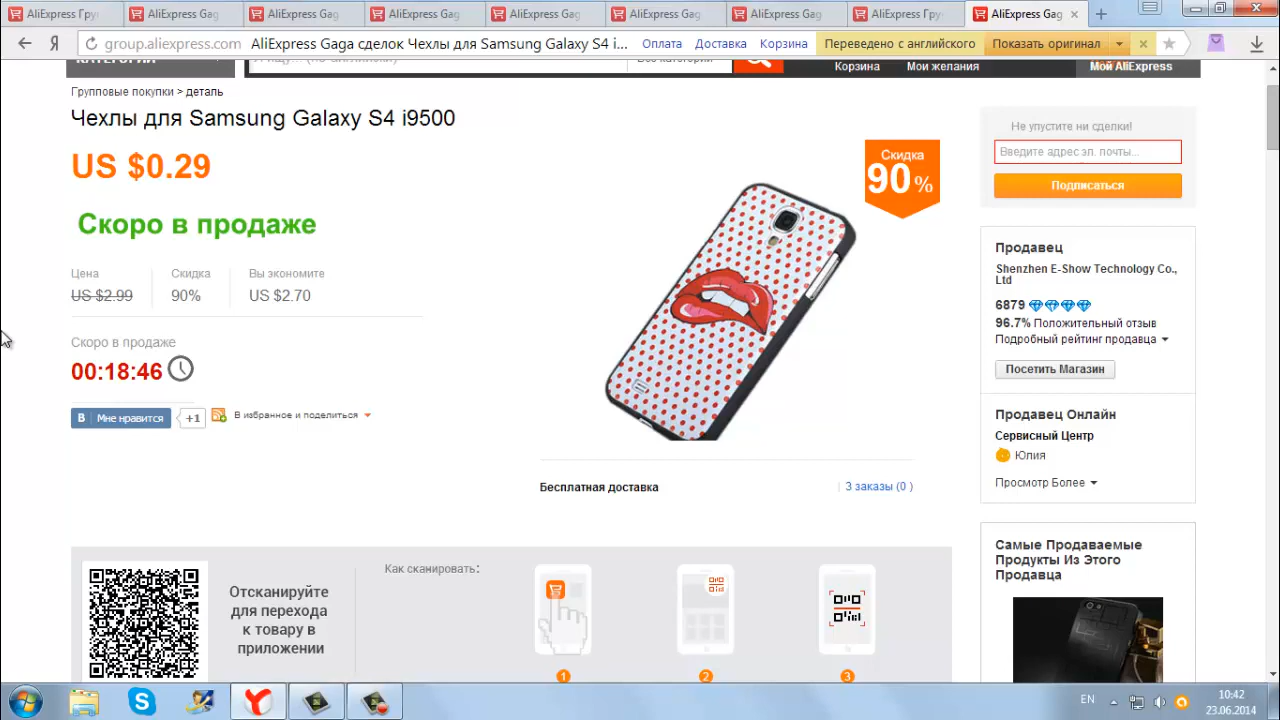 AliExpress Гру
AliExpress Gag
AliExpress Gag
AliExpress Gag
AliExpress Gag
AliExpress Gag
AliExpress Gag
AliExpress Гру
AliExpress Gag
group.aliexpress.com AliExpress Gaga сделок Чехлы для Samsung Galaxy S4 i... Оплата Доставка Корзина Переведено с английского Показать оригинал
Корзина Мои желания Мой AliExpress
Групповые покупки > деталь
Чехлы для Samsung Galaxy S4 i9500
US $0.29
Скоро в продаже
Цена Скидка Вы экономите
US $2.99 90% US $2.70
Скоро в продаже
00:18:46
В Мне нравится +1 В избранное и поделиться
Скидка
90 %
Бесплатная доставка 3 заказы (0 )
Отсканируйте
для перехода
к товару в
приложении
Как сканировать:
1 2 3
Не упустите ни сделки!
Введите адрес эл. почты...
Подписаться
Продавец
Shenzhen E-Show Technology Co.,
Ltd
6879
96.7% Положительный отзыв
Подробный рейтинг продавца
Посетить Магазин
Продавец Онлайн
Сервисный Центр
Юлия
Просмотр Более
Самые Продаваемые
Продукты Из Этого
Продавца
EN
10:42
23.06.2014